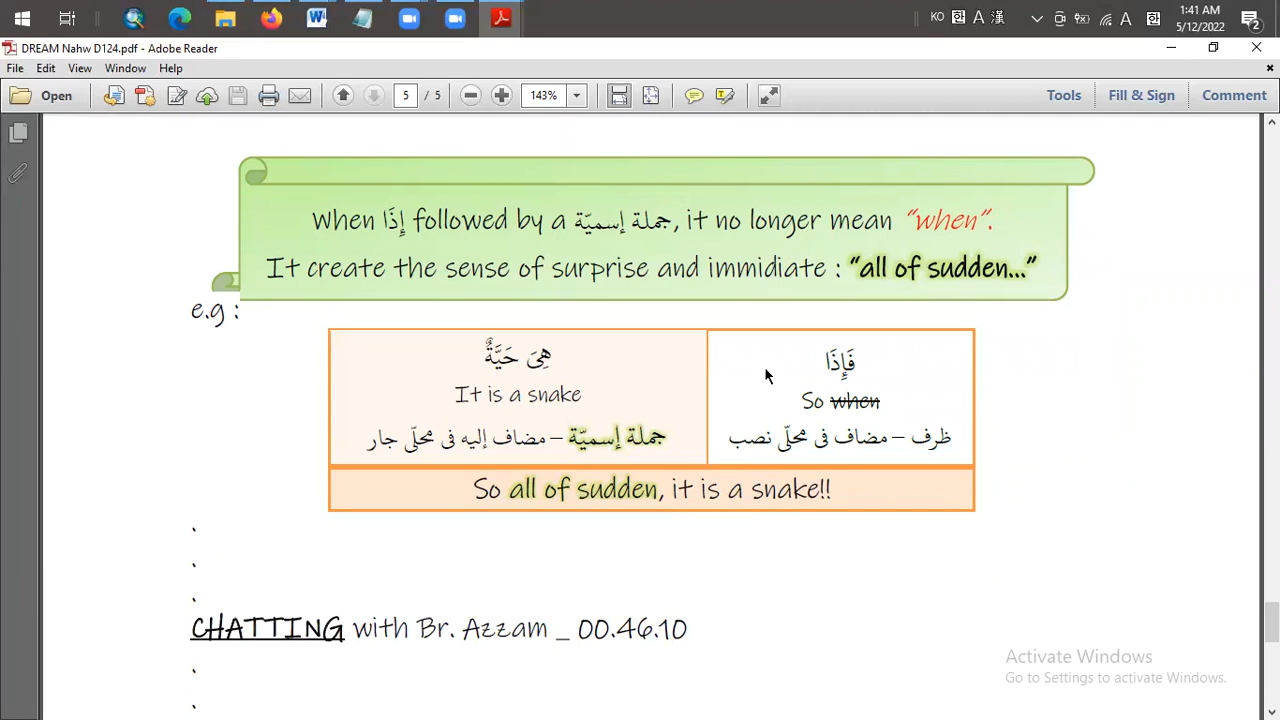 KO 한 A 漢 A 한 1:41 AM
5/12/2022
2
DREAM Nahw D124.pdf - Adobe Reader
File Edit View Window Help
Open 5 / 5 143% Tools Fill & Sign Comment
When إِذَا followed by a جملة إسميّة, it no longer mean "when".
It create the sense of surprise and immidiate : "all of sudden..."
e.g :
فَإِذَا
So when
ظرف – مضاف فى محلّى نصب
هِىَ حَيَّةٌ
It is a snake
جملة إسميّة – مضاف إليه فى محلّى جار
So all of sudden, it is a snake!!
.
.
.
CHATTING with Br. Azzam _ 00.46.10
.
.
Activate Windows
Go to Settings to activate Windows.